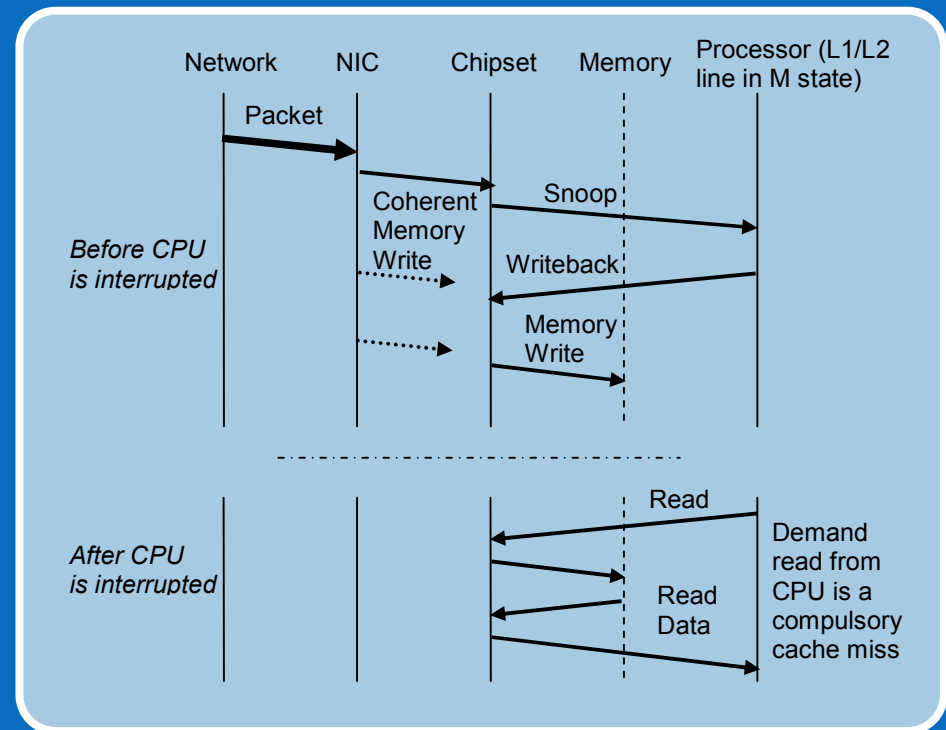 Network NIC Chipset Memory Processor (L1/L2
line in M state)
Packet
Snoop
Coherent
Memory
Write
Before CPU
is interrupted
Writeback
Memory
Write
Read
After CPU
is interrupted
Demand
read from
CPU is a
compulsory
cache miss
Read
Data